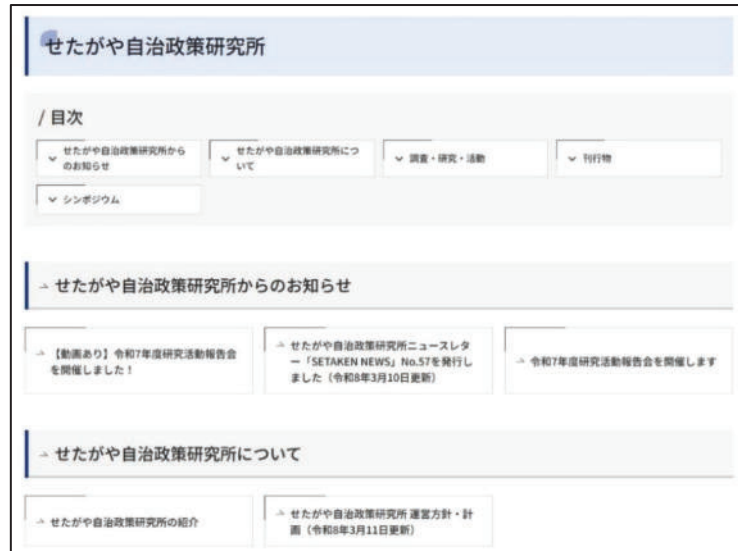 せたがや自治政策研究所
/ 目次
せたがや自治政策研究所から
のお知らせ
せたがや自治政策研究所につ
いて
調査・研究・活動
刊行物
シンポジウム
せたがや自治政策研究所からのお知らせ
【動画あり】令和7年度研究活動報告会
を開催しました！
せたがや自治政策研究所ニュースレタ
ー「SETAKEN NEWS」No.57を発行し
ました（令和8年3月10日更新）
令和7年度研究活動報告会を開催します
せたがや自治政策研究所について
せたがや自治政策研究所の紹介
せたがや自治政策研究所 運営方針・計
画（令和8年3月11日更新）